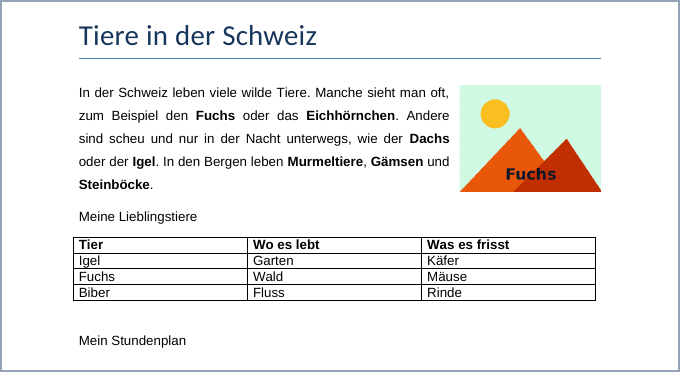 Tiere in der Schweiz
In der Schweiz leben viele wilde Tiere. Manche sieht man oft,
zum Beispiel den Fuchs oder das Eichhörnchen. Andere
sind scheu und nur in der Nacht unterwegs, wie der Dachs
oder der Igel. In den Bergen leben Murmeltiere, Gämsen und
Steinböcke.
Fuchs
Meine Lieblingstiere
Tier Wo es lebt Was es frisst
Igel Garten Käfer
Fuchs Wald Mäuse
Biber Fluss Rinde
Mein Stundenplan